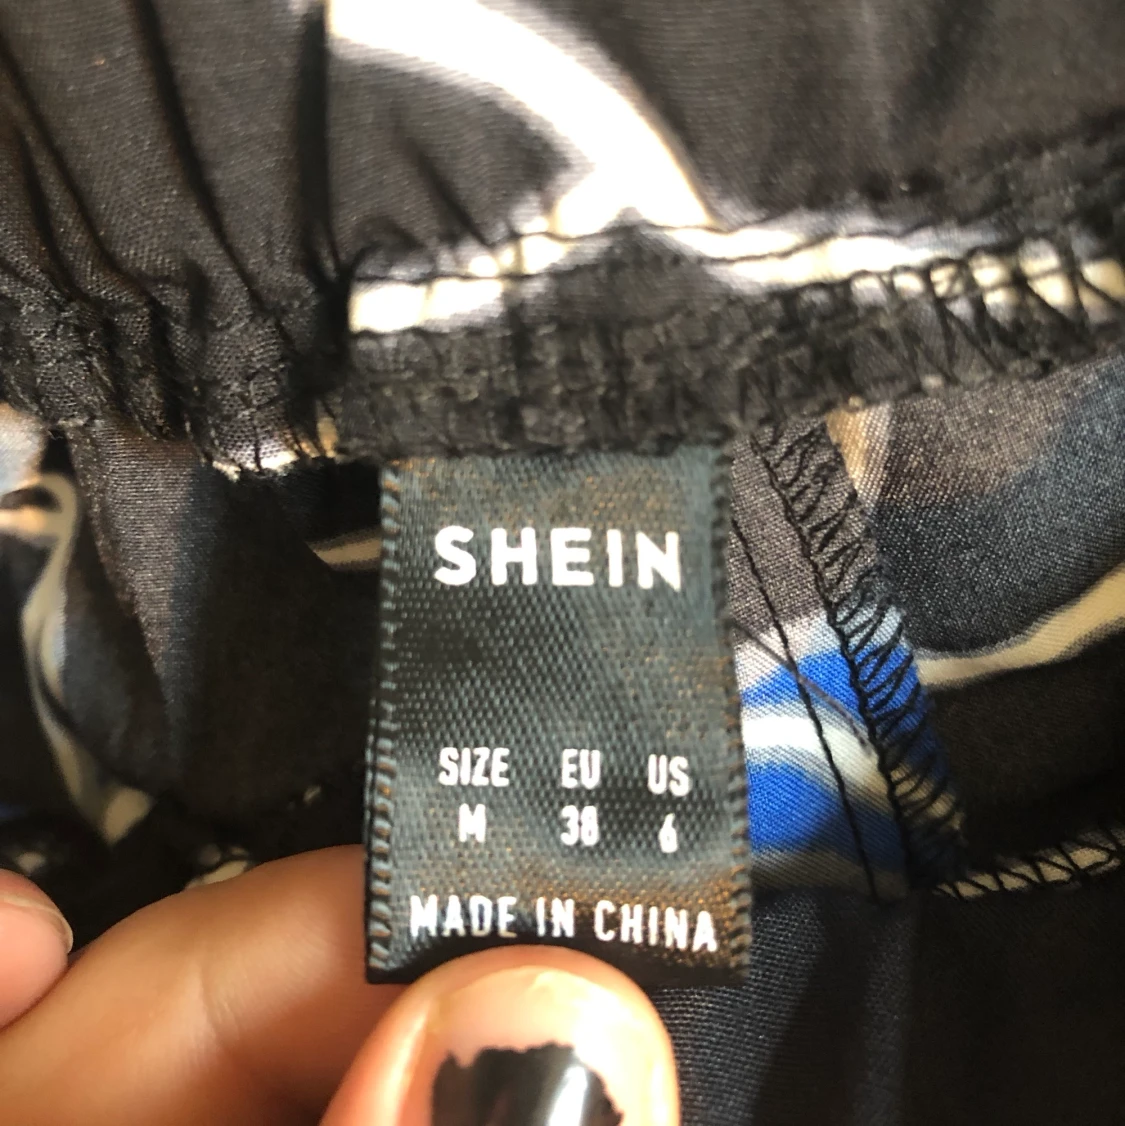 SHEIN
SIZE EU US
M 38 6
MADE IN CHINA